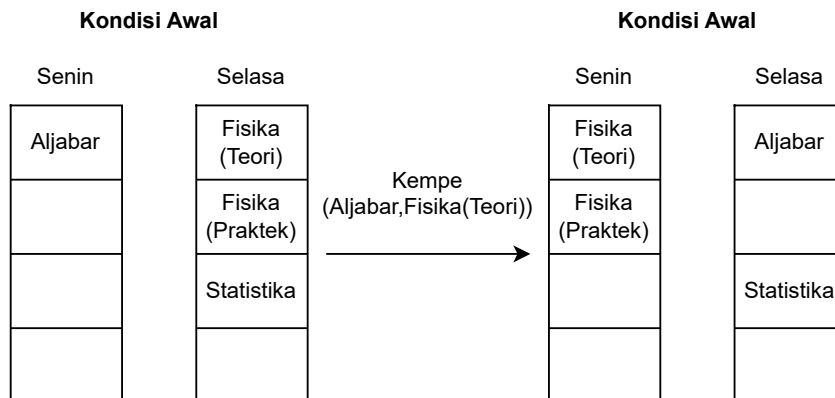 Kondisi Awal
Senin
Selasa
Aljabar
Fisika
(Teori)
Fisika
(Praktek)
Statistika
Kempe
(Aljabar,Fisika(Teori))
Kondisi Awal
Senin
Selasa
Fisika
(Teori)
Aljabar
Fisika
(Praktek)
Statistika